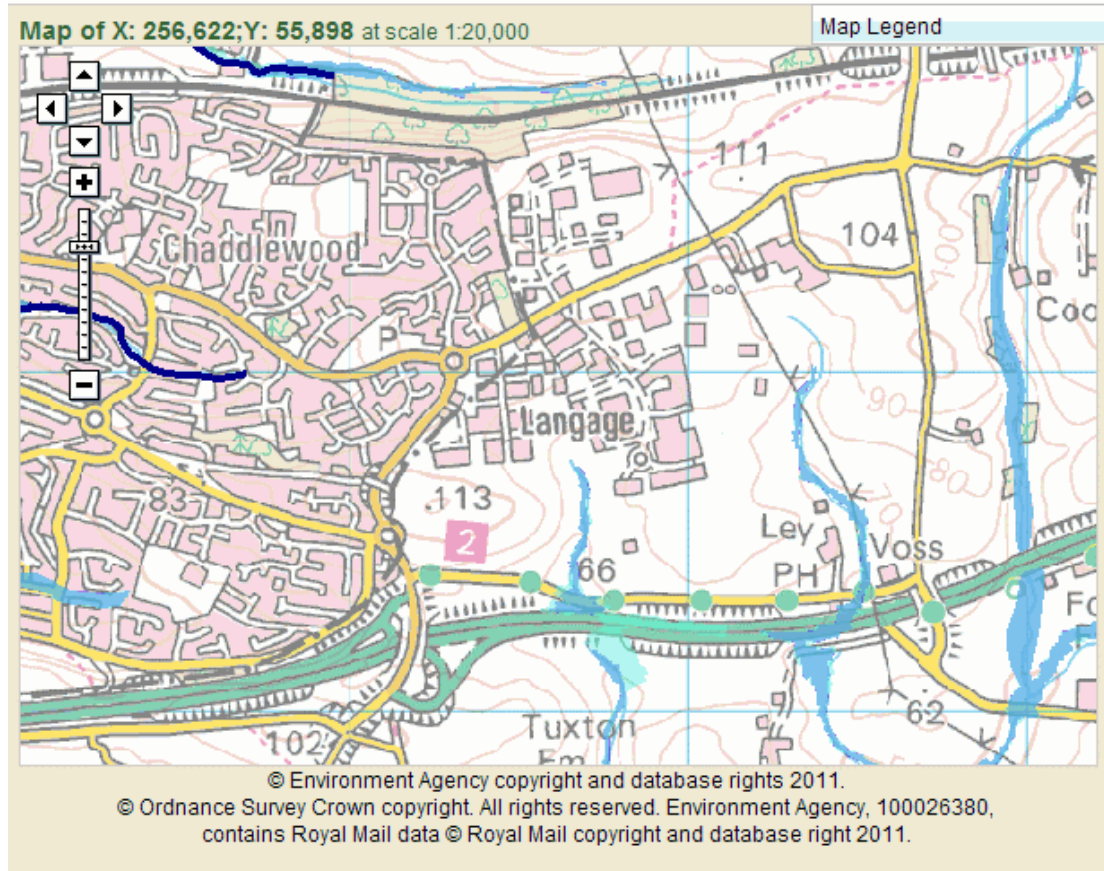 Map of X: 256,622;Y: 55,898 at scale 1:20,000
Map Legend
111
104
100
Chaddlewood
Coo
P
90
Langage
80
83
113
70
2
Ley
Voss
66
PH
Fo
F
62
Tuxton
Fm
102
© Environment Agency copyright and database rights 2011.
© Ordnance Survey Crown copyright. All rights reserved. Environment Agency, 100026380,
contains Royal Mail data © Royal Mail copyright and database right 2011.